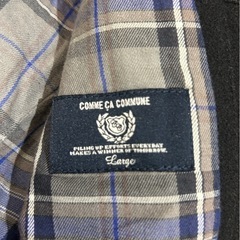 COMME ÇA COMMUNE
PILING UP EFFORTS EVERYDAY
MAKES A WINNER OF TOMORROW.
Large